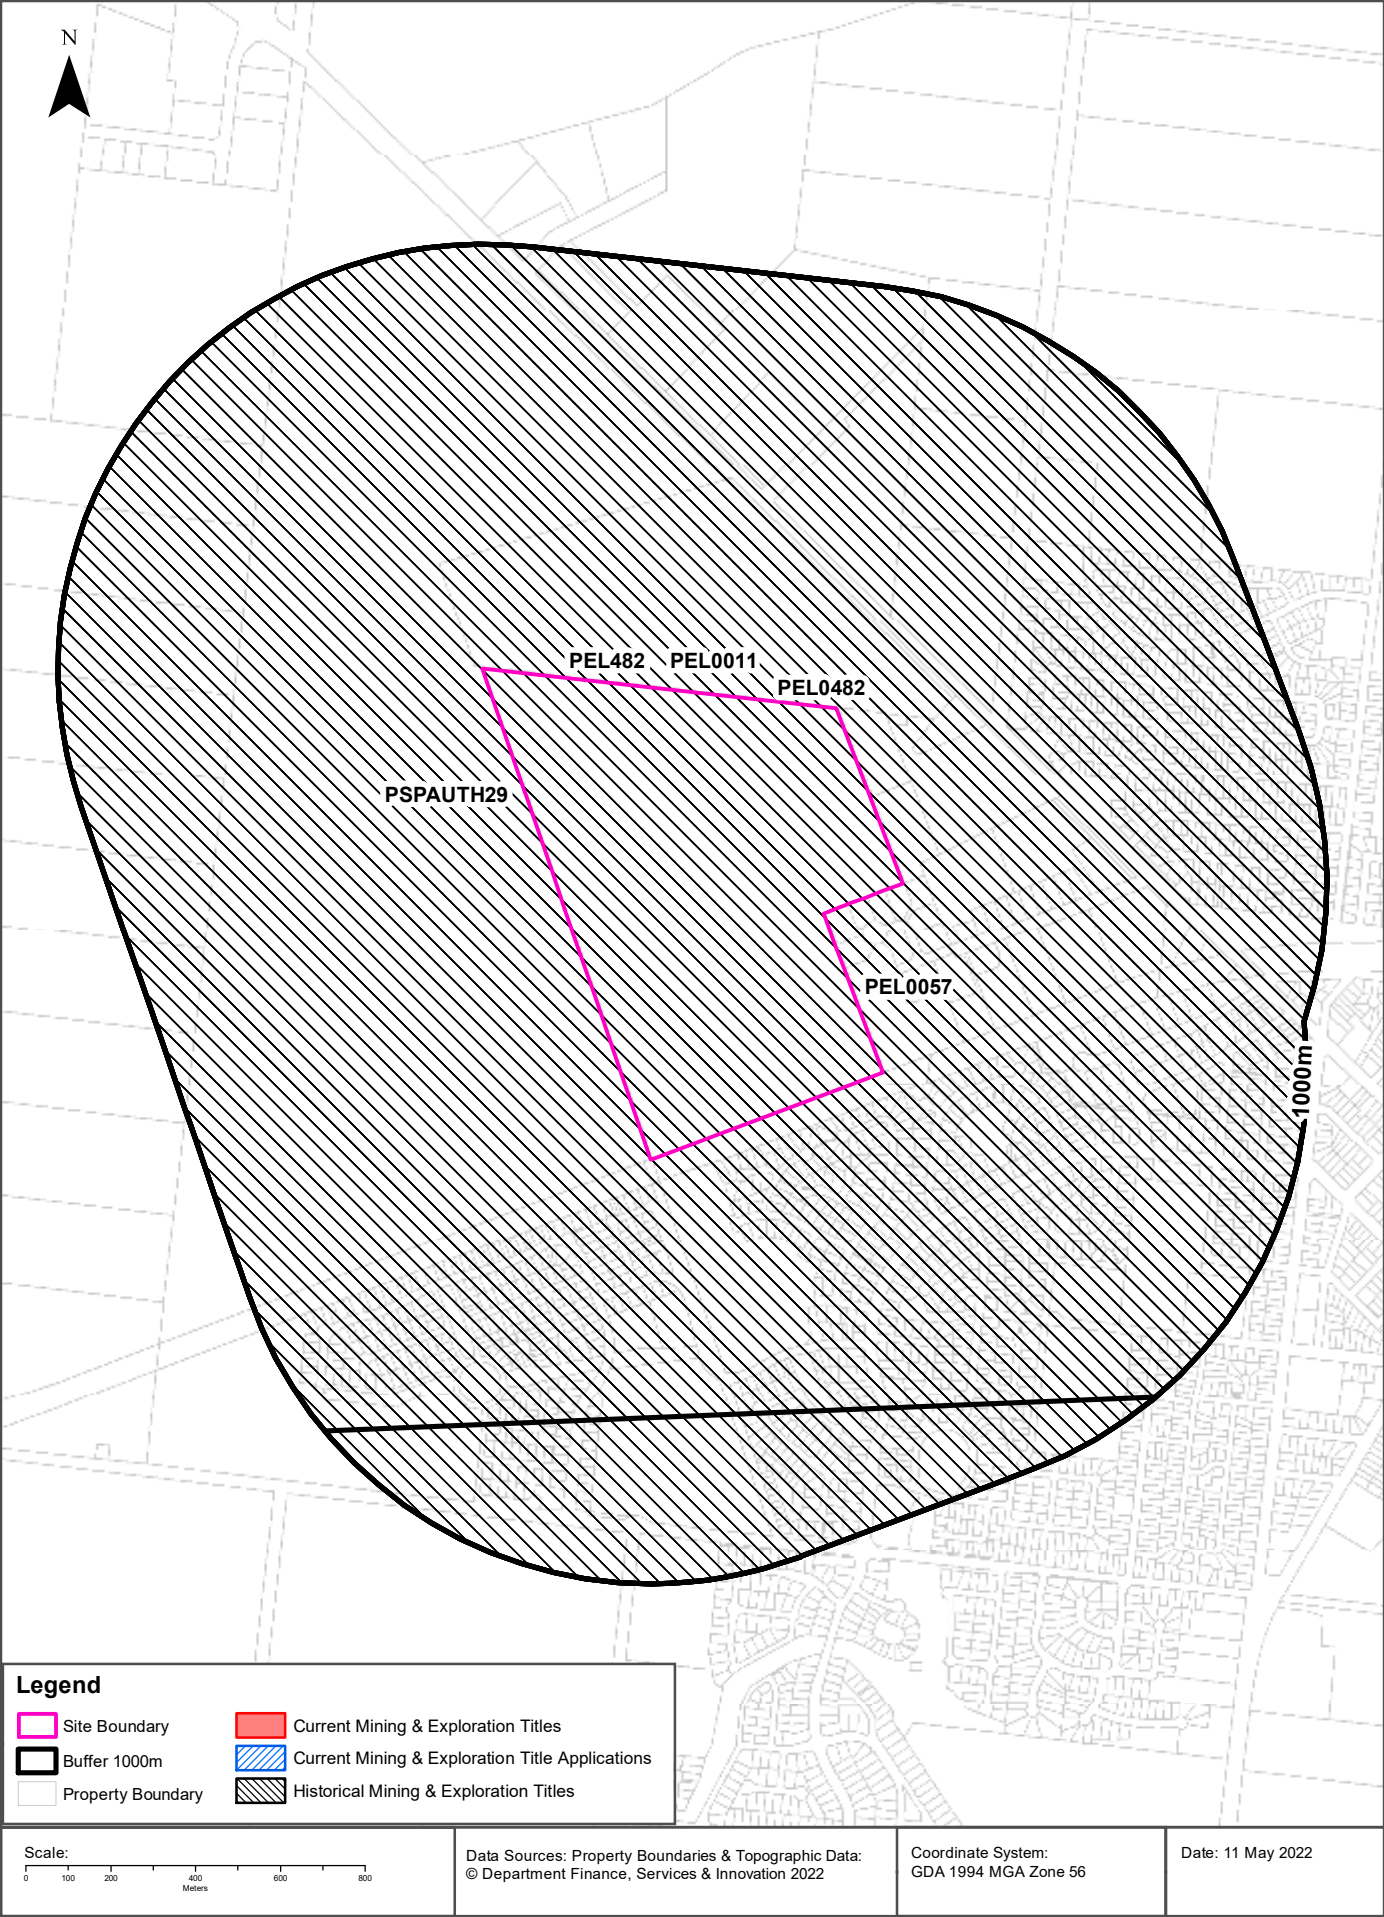 N
PEL482
PEL0011
PEL0482
PSPAUTH29
PEL0057
1000m
Legend
Site Boundary
Buffer 1000m
Property Boundary
Current Mining & Exploration Titles
Current Mining & Exploration Title Applications
Historical Mining & Exploration Titles
Scale:
0 100 200 400 600 800
Meters
Data Sources: Property Boundaries & Topographic Data:
© Department Finance, Services & Innovation 2022
Coordinate System:
GDA 1994 MGA Zone 56
Date: 11 May 2022